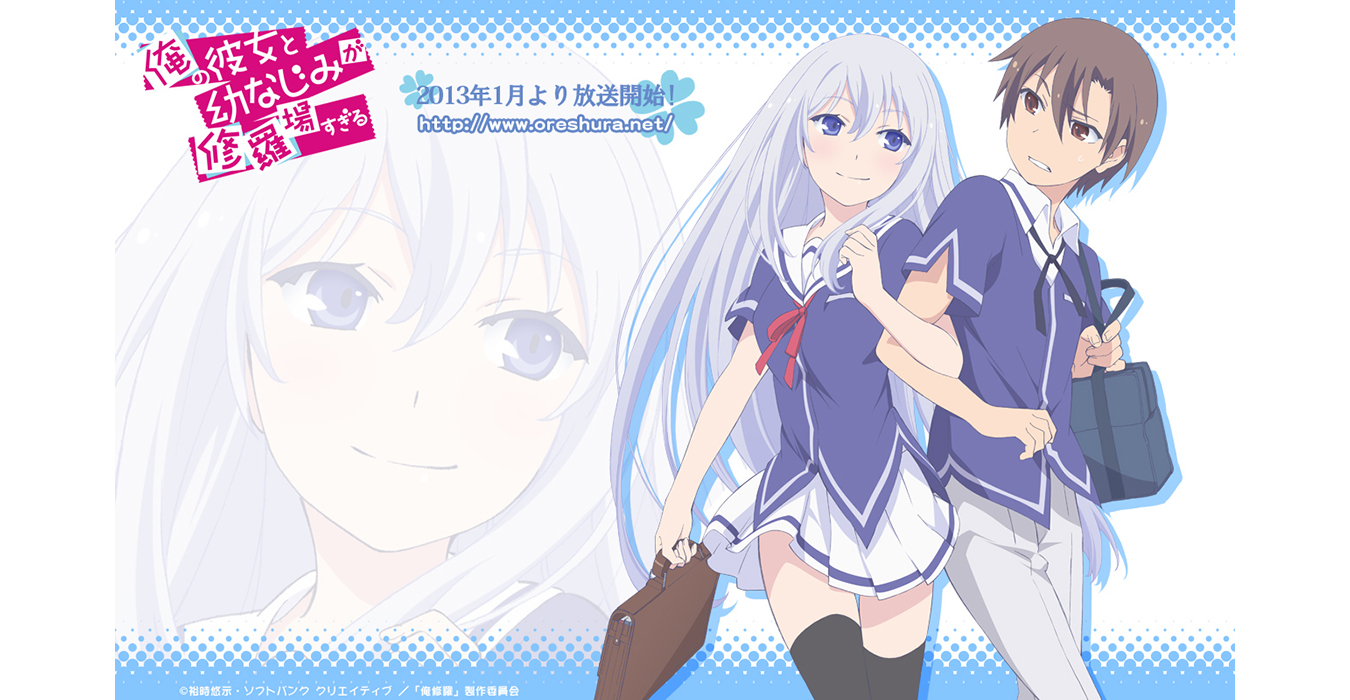 俺の彼女と
幼なじみが
修羅場すぎる
2013年1月より放送開始！
http://www.oreshura.net/
©裕時悠示・ソフトバンク クリエイティブ／「俺修羅」製作委員会